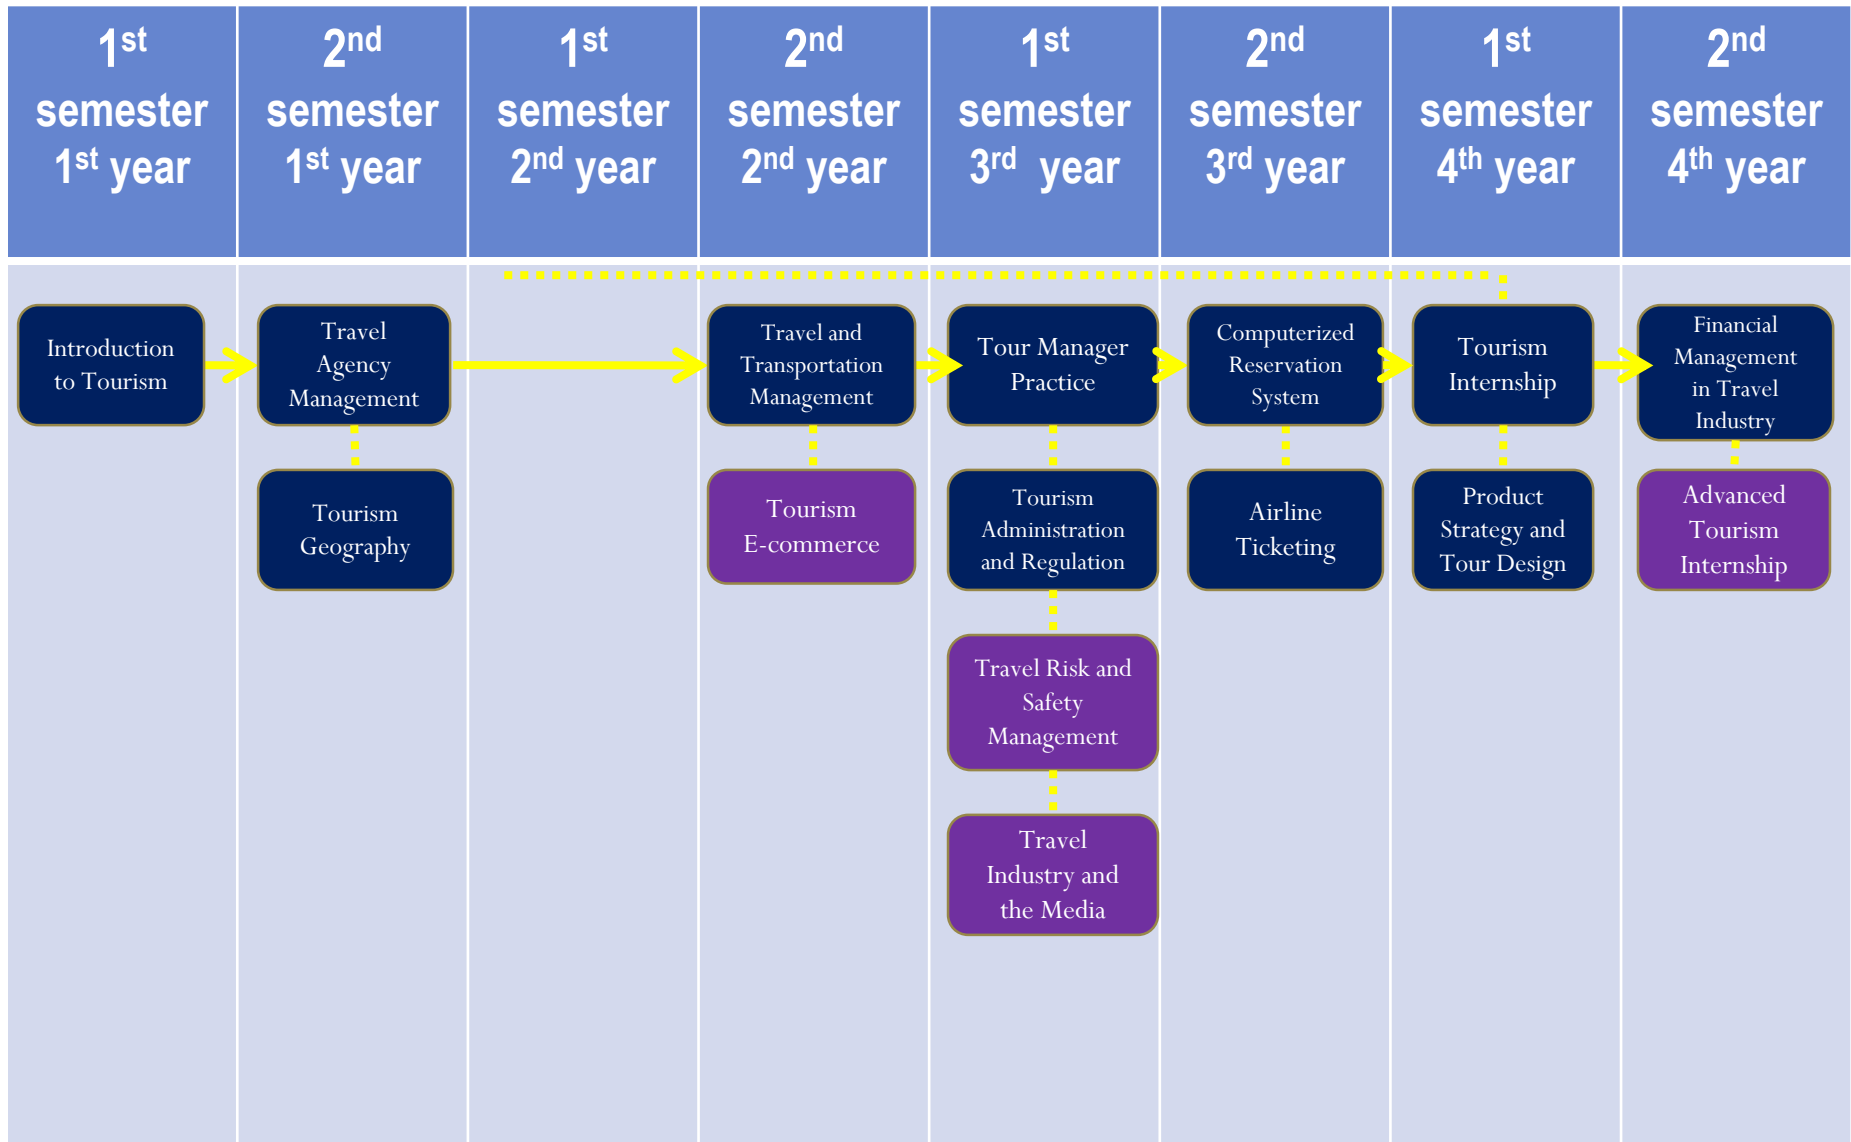 1st
semester
1st year
2nd
semester
1st year
1st
semester
2nd year
2nd
semester
2nd year
1st
semester
3rd year
2nd
semester
3rd year
1st
semester
4th year
2nd
semester
4th year
Introduction
to Tourism
Travel
Agency
Management
Travel and
Transportation
Management
Tour Manager
Practice
Computerized
Reservation
System
Tourism
Internship
Financial
Management
in Travel
Industry
Tourism
Geography
Tourism
E-commerce
Tourism
Administration
and Regulation
Airline
Ticketing
Product
Strategy and
Tour Design
Advanced
Tourism
Internship
Travel Risk and
Safety
Management
Travel
Industry and
the Media